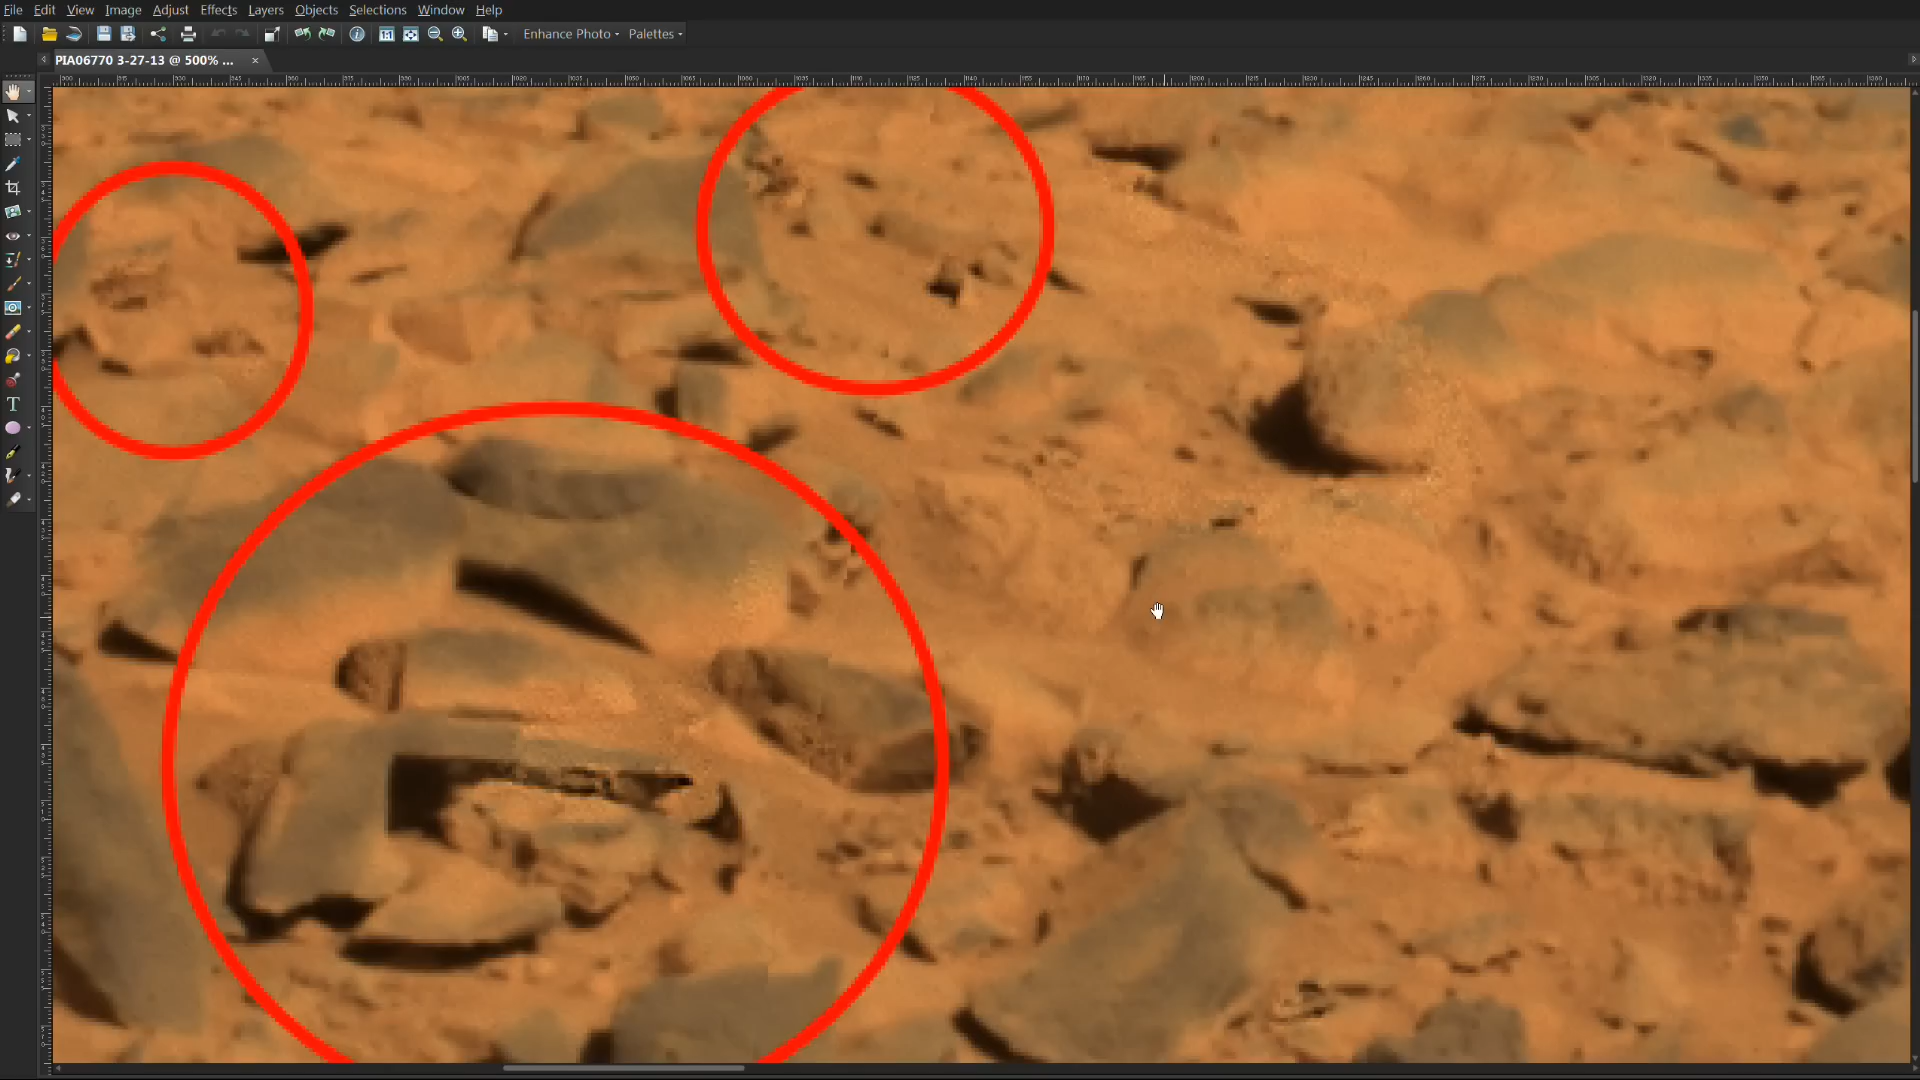 File Edit View Image Adjust Effects Layers Objects Selections Window Help
Enhance Photo Palettes
PIA06770 3-27-13 @ 500% ...
T